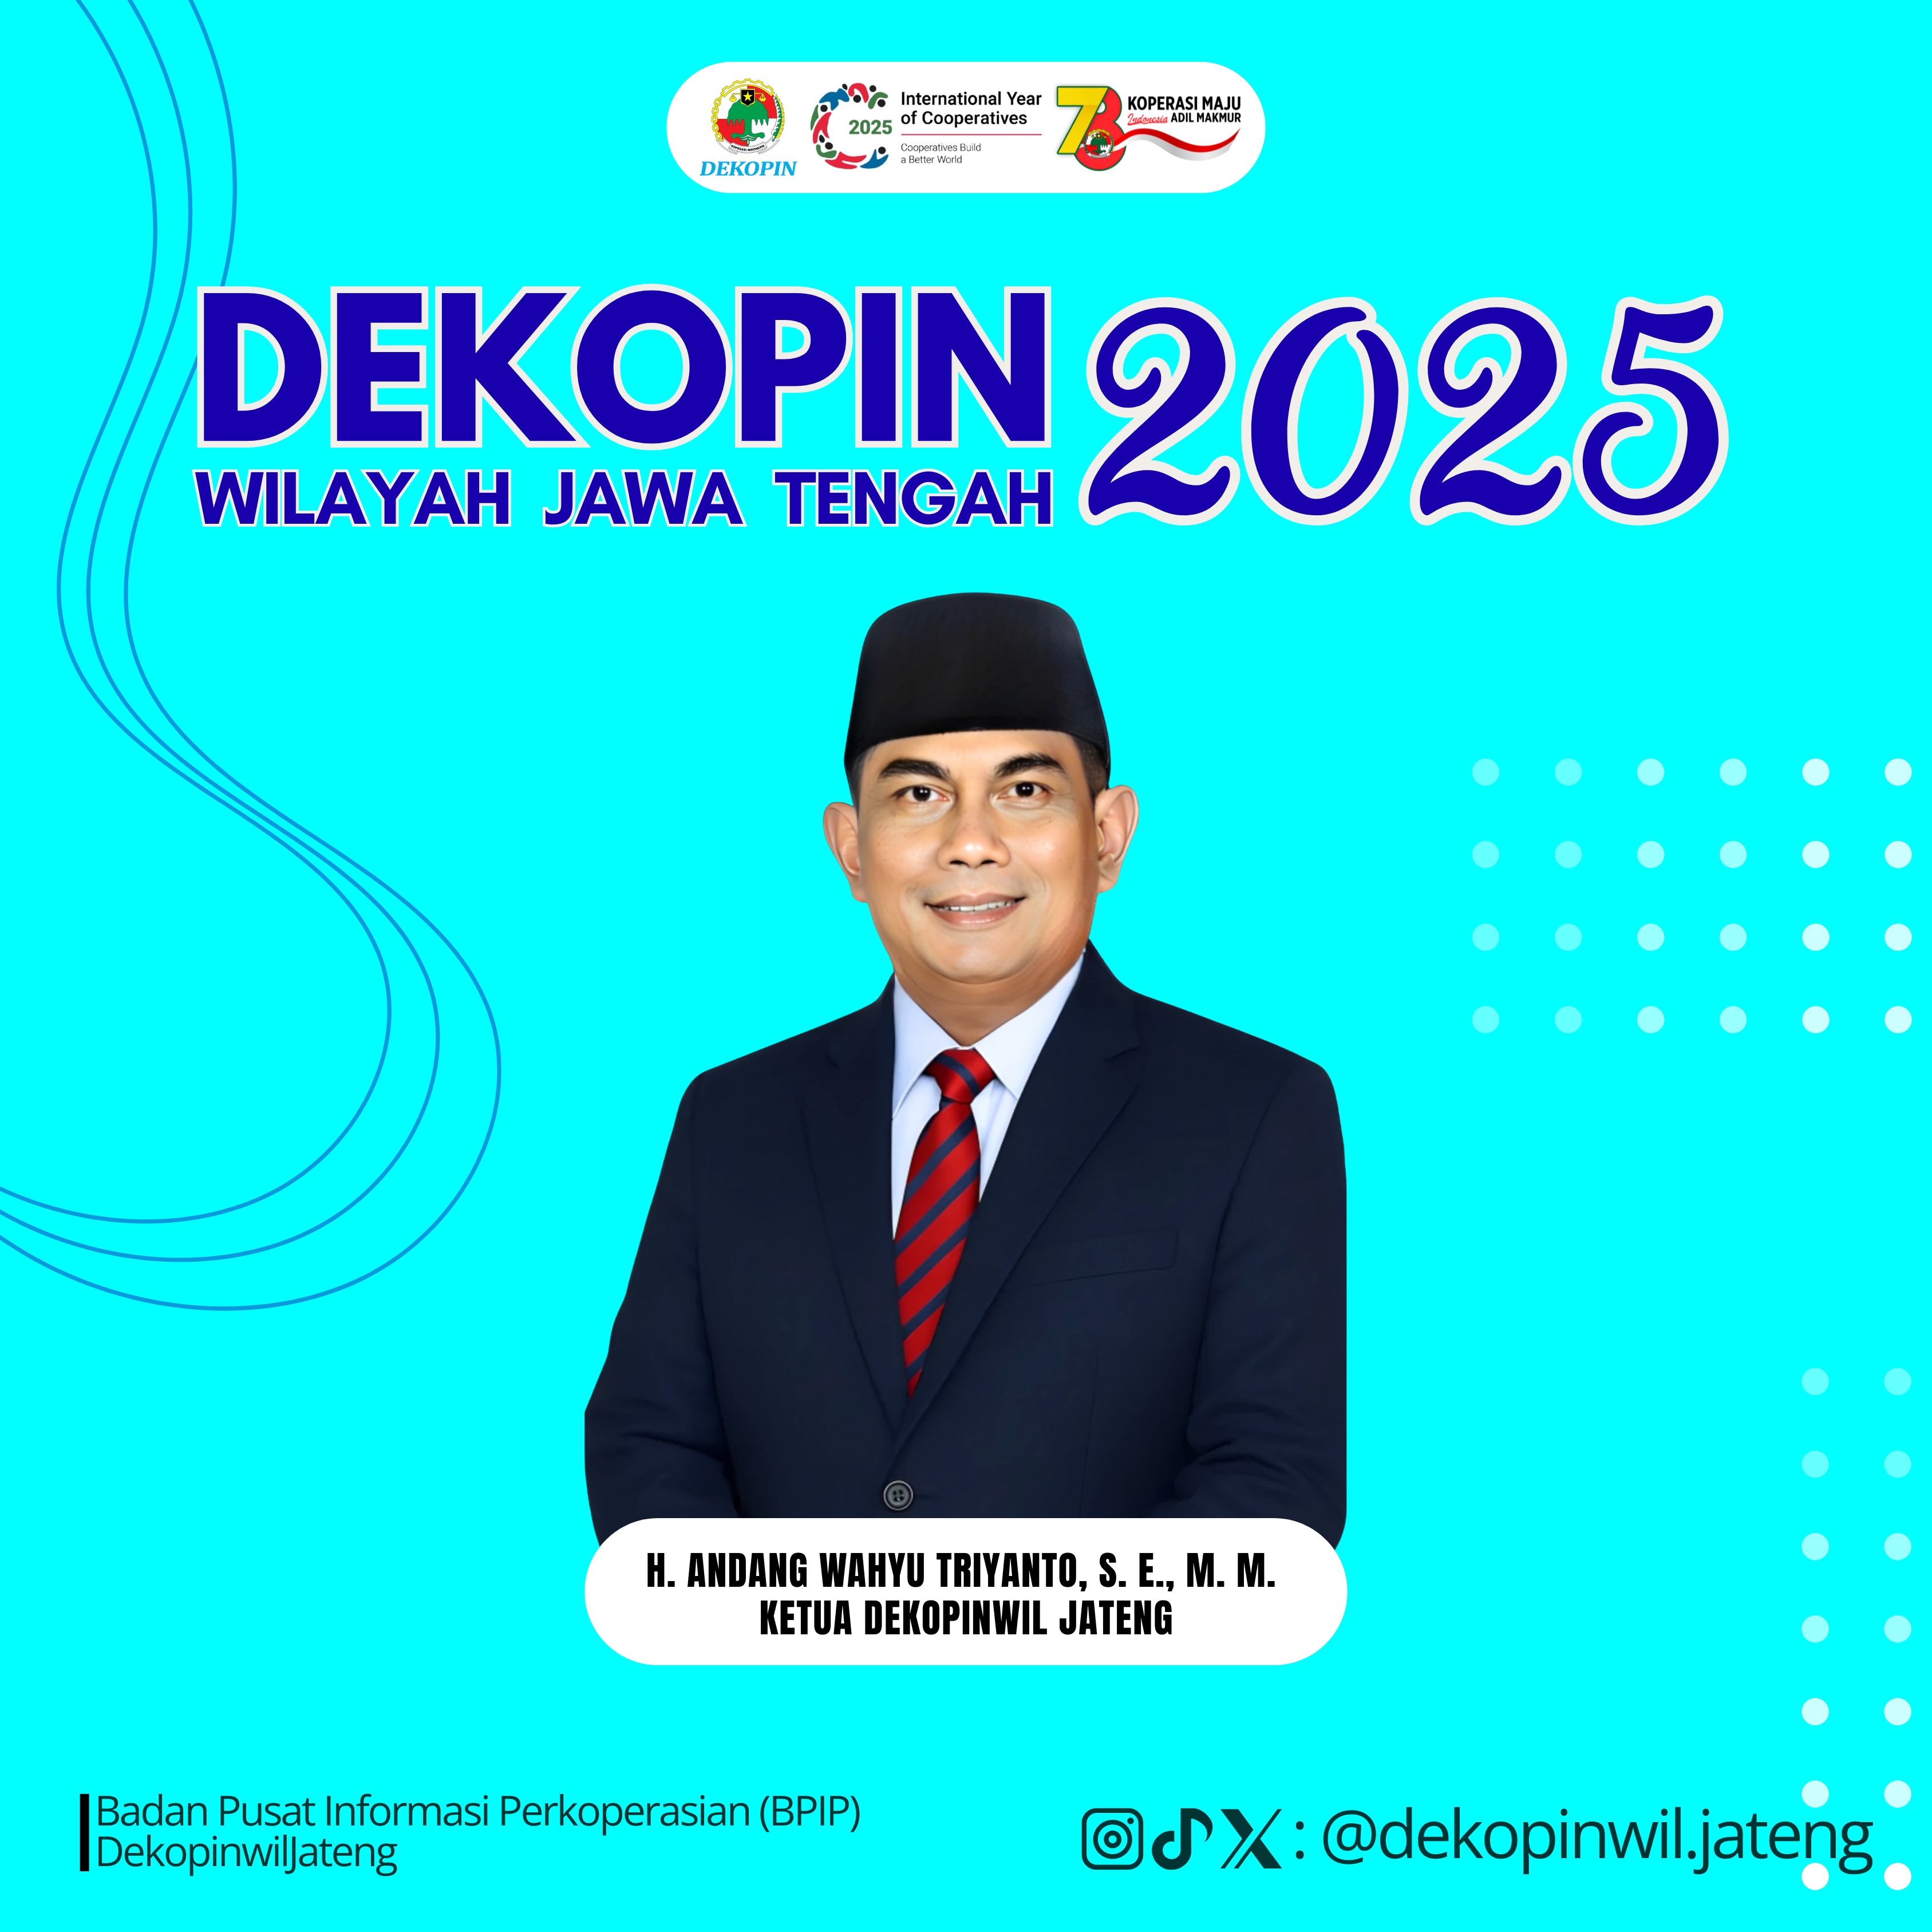 DEKOPIN
2025
International Year
of Cooperatives
Cooperatives Build
a Better World
78
KOPERASI MAJU
Indonesia ADIL MAKMUR
DEKOPIN 2025
WILAYAH JAWA TENGAH
H. ANDANG WAHYU TRIYANTO, S. E., M. M.
KETUA DEKOPINWIL JATENG
Badan Pusat Informasi Perkoperasian (BPIP)
DekopinwilJateng
: @dekopinwil.jateng